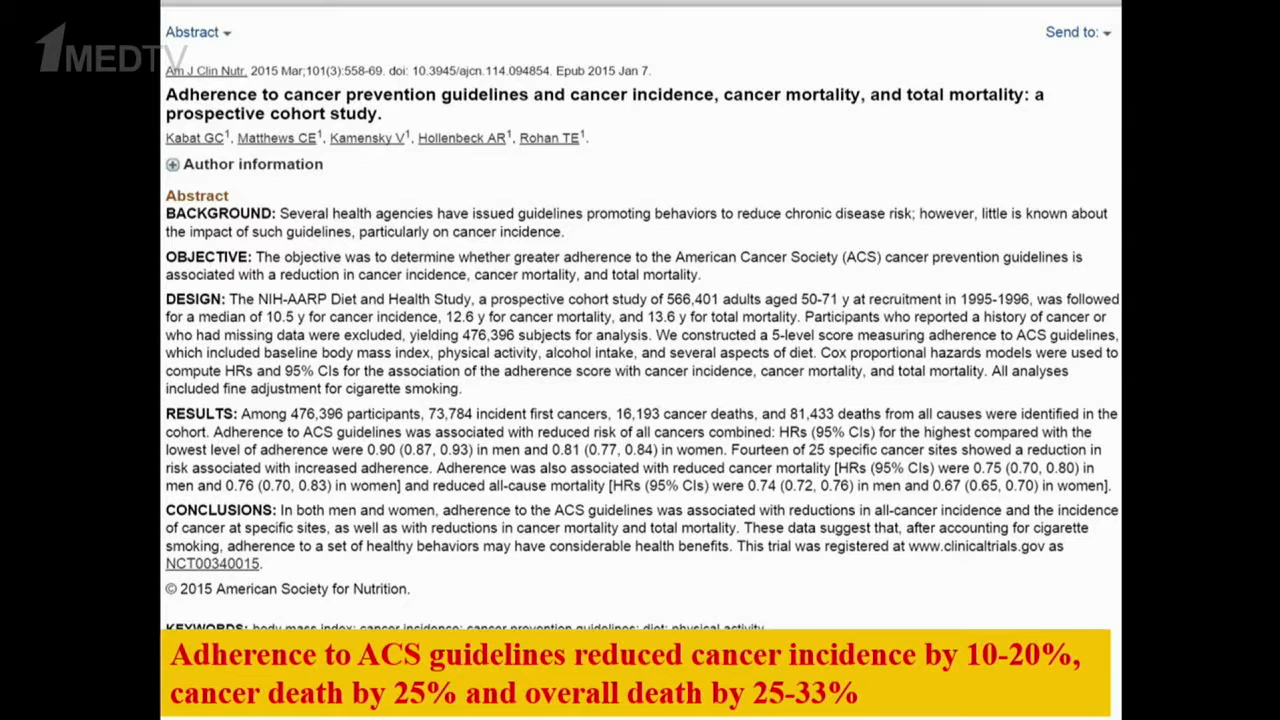 1MEDTV
Abstract
Send to:
Am J Clin Nutr. 2015 Mar;101(3):558-69. doi: 10.3945/ajcn.114.094854. Epub 2015 Jan 7.
Adherence to cancer prevention guidelines and cancer incidence, cancer mortality, and total mortality: a
prospective cohort study.
Kabat GC1, Matthews CE1, Kamensky V1, Hollenbeck AR1, Rohan TE1.
Author information
Abstract
BACKGROUND: Several health agencies have issued guidelines promoting behaviors to reduce chronic disease risk; however, little is known about
the impact of such guidelines, particularly on cancer incidence.
OBJECTIVE: The objective was to determine whether greater adherence to the American Cancer Society (ACS) cancer prevention guidelines is
associated with a reduction in cancer incidence, cancer mortality, and total mortality.
DESIGN: The NIH-AARP Diet and Health Study, a prospective cohort study of 566,401 adults aged 50-71 y at recruitment in 1995-1996, was followed
for a median of 10.5 y for cancer incidence, 12.6 y for cancer mortality, and 13.6 y for total mortality. Participants who reported a history of cancer or
who had missing data were excluded, yielding 476,396 subjects for analysis. We constructed a 5-level score measuring adherence to ACS guidelines,
which included baseline body mass index, physical activity, alcohol intake, and several aspects of diet. Cox proportional hazards models were used to
compute HRs and 95% CIs for the association of the adherence score with cancer incidence, cancer mortality, and total mortality. All analyses
included fine adjustment for cigarette smoking.
RESULTS: Among 476,396 participants, 73,784 incident first cancers, 16,193 cancer deaths, and 81,433 deaths from all causes were identified in the
cohort. Adherence to ACS guidelines was associated with reduced risk of all cancers combined: HRs (95% CIs) for the highest compared with the
lowest level of adherence were 0.90 (0.87, 0.93) in men and 0.81 (0.77, 0.84) in women. Fourteen of 25 specific cancer sites showed a reduction in
risk associated with increased adherence. Adherence was also associated with reduced cancer mortality [HRs (95% CIs) were 0.75 (0.70, 0.80) in
men and 0.76 (0.70, 0.83) in women] and reduced all-cause mortality [HRs (95% CIs) were 0.74 (0.72, 0.76) in men and 0.67 (0.65, 0.70) in women].
CONCLUSIONS: In both men and women, adherence to the ACS guidelines was associated with reductions in all-cancer incidence and the incidence
of cancer at specific sites, as well as with reductions in cancer mortality and total mortality. These data suggest that, after accounting for cigarette
smoking, adherence to a set of healthy behaviors may have considerable health benefits. This trial was registered at www.clinicaltrials.gov as
NCT00340015.
© 2015 American Society for Nutrition.
KEYWORDS: body mass index; cancer incidence; cancer prevention guidelines; diet; physical activity
Adherence to ACS guidelines reduced cancer incidence by 10-20%,
cancer death by 25% and overall death by 25-33%